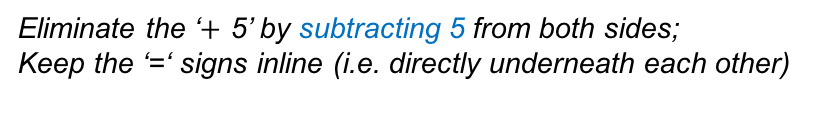 Eliminate the ‘+ 5’ by subtracting 5 from both sides;
Keep the ‘=‘ signs inline (i.e. directly underneath each other)